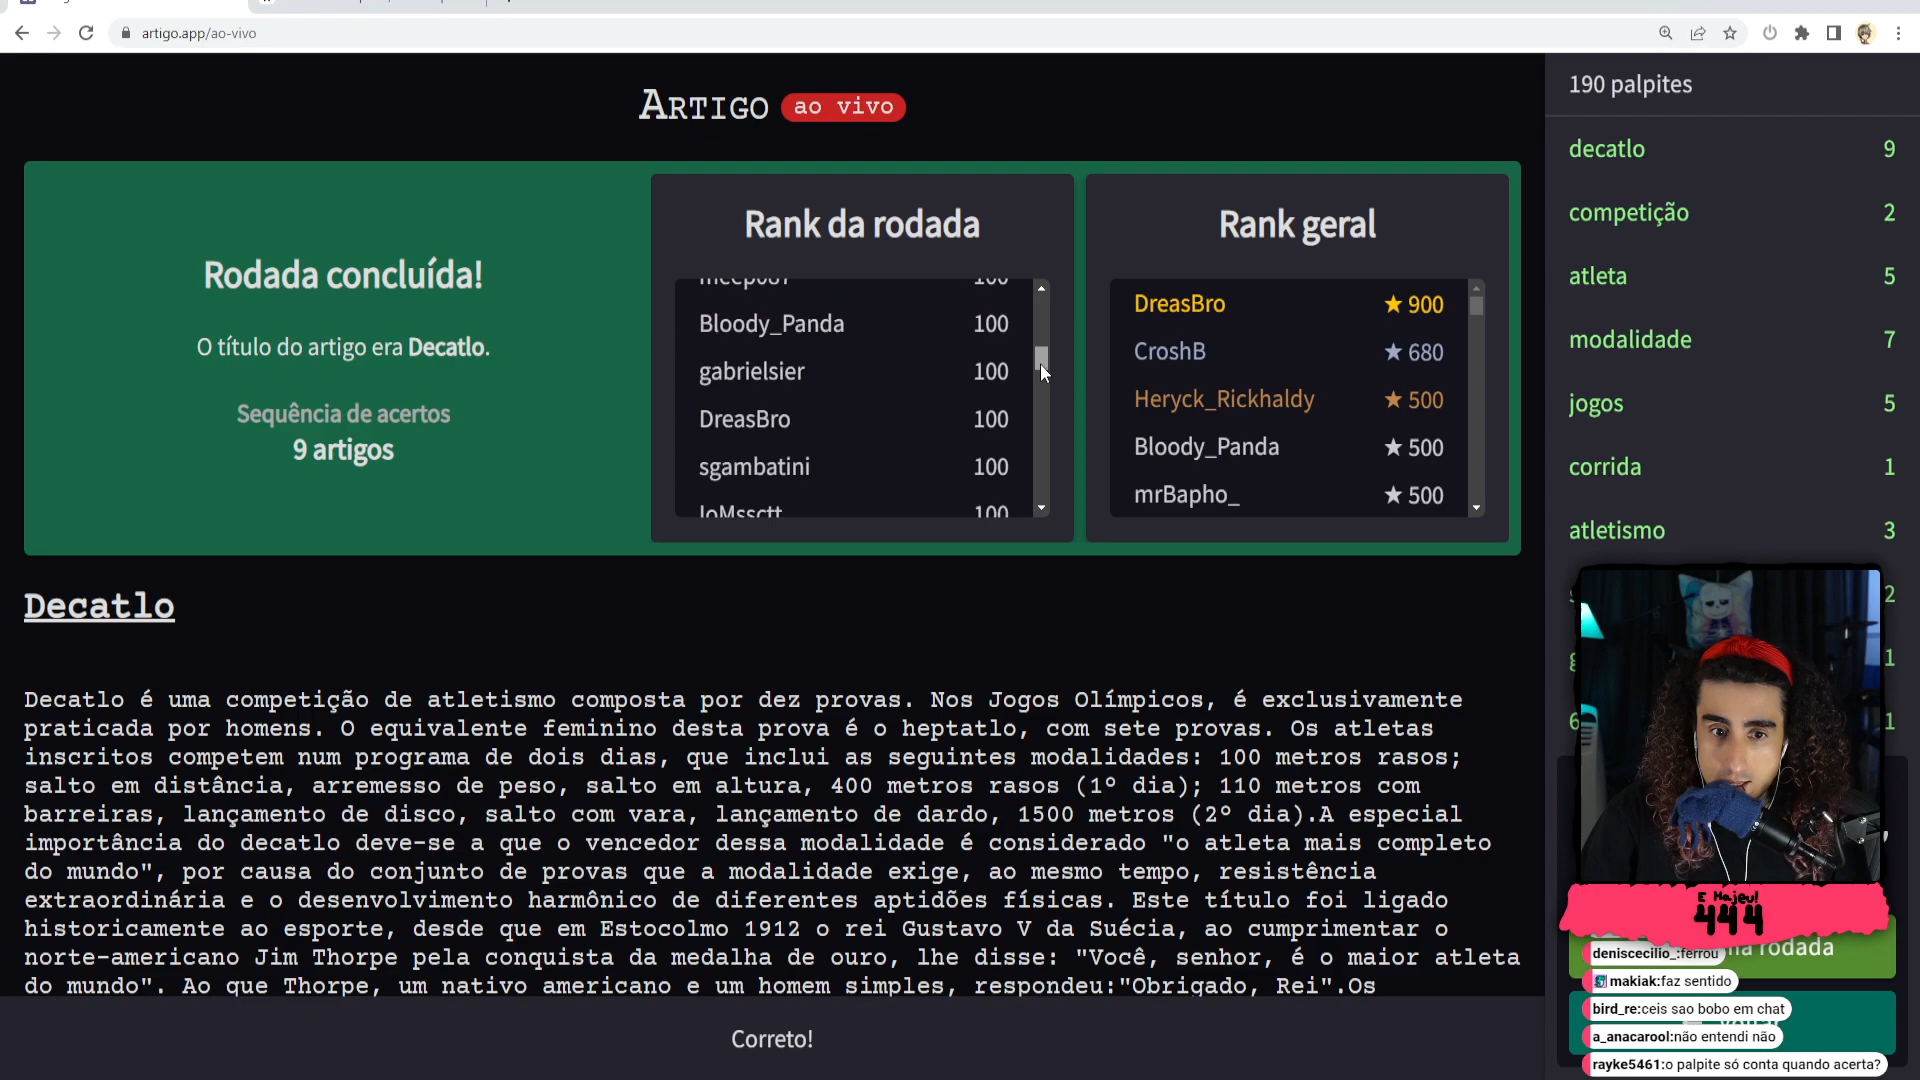 artigo.app/ao-vivo
ARTIGO ao vivo
Rodada concluída!
O título do artigo era Decatlo.
Sequência de acertos
9 artigos
Rank da rodada
100
Bloody_Panda 100
gabrielsier 100
DreasBro 100
sgambatini 100
100
Rank geral
DreasBro ★ 900
CroshB ★ 680
Heryck_Rickhaldy ★ 500
Bloody_Panda ★ 500
mrBapho_ ★ 500
Decatlo
Decatlo é uma competição de atletismo composta por dez provas. Nos Jogos Olímpicos, é exclusivamente
praticada por homens. O equivalente feminino desta prova é o heptatlo, com sete provas. Os atletas
inscritos competem num programa de dois dias, que inclui as seguintes modalidades: 100 metros rasos;
salto em distância, arremesso de peso, salto em altura, 400 metros rasos (1º dia); 110 metros com
barreiras, lançamento de disco, salto com vara, lançamento de dardo, 1500 metros (2º dia).A especial
importância do decatlo deve-se a que o vencedor dessa modalidade é considerado "o atleta mais completo
do mundo", por causa do conjunto de provas que a modalidade exige, ao mesmo tempo, resistência
extraordinária e o desenvolvimento harmônico de diferentes aptidões físicas. Este título foi ligado
historicamente ao esporte, desde que em Estocolmo 1912 o rei Gustavo V da Suécia, ao cumprimentar o
norte-americano Jim Thorpe pela conquista da medalha de ouro, lhe disse: "Você, senhor, é o maior atleta
do mundo". Ao que Thorpe, um nativo americano e um homem simples, respondeu:"Obrigado, Rei".Os
Correto!
190 palpites
decatlo 9
competição 2
atleta 5
modalidade 7
jogos 5
corrida 1
atletismo 3
2
1
6 1
E Hajeu!
444
rodada
deniscecilio_:ferrou
makiak:faz sentido
bird_re:ceis sao bobo em chat
a_anacarool:não entendi não
rayke5461:o palpite só conta quando acerta?